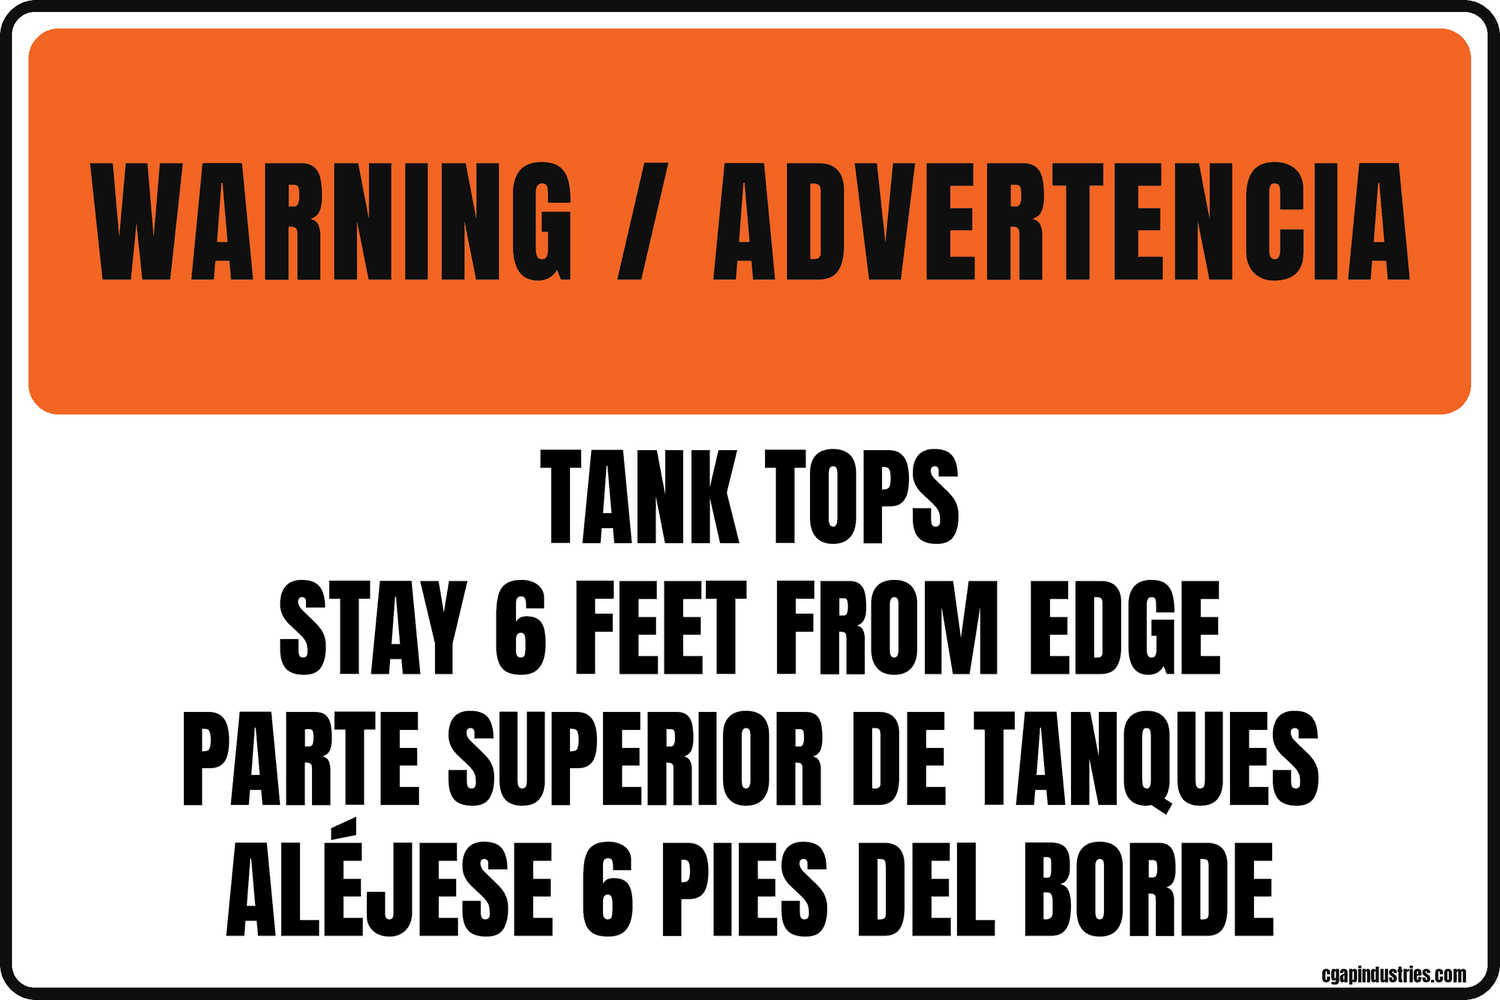 WARNING / ADVERTENCIA
TANK TOPS
STAY 6 FEET FROM EDGE
PARTE SUPERIOR DE TANQUES
ALÉJESE 6 PIES DEL BORDE
cgapindustries.com